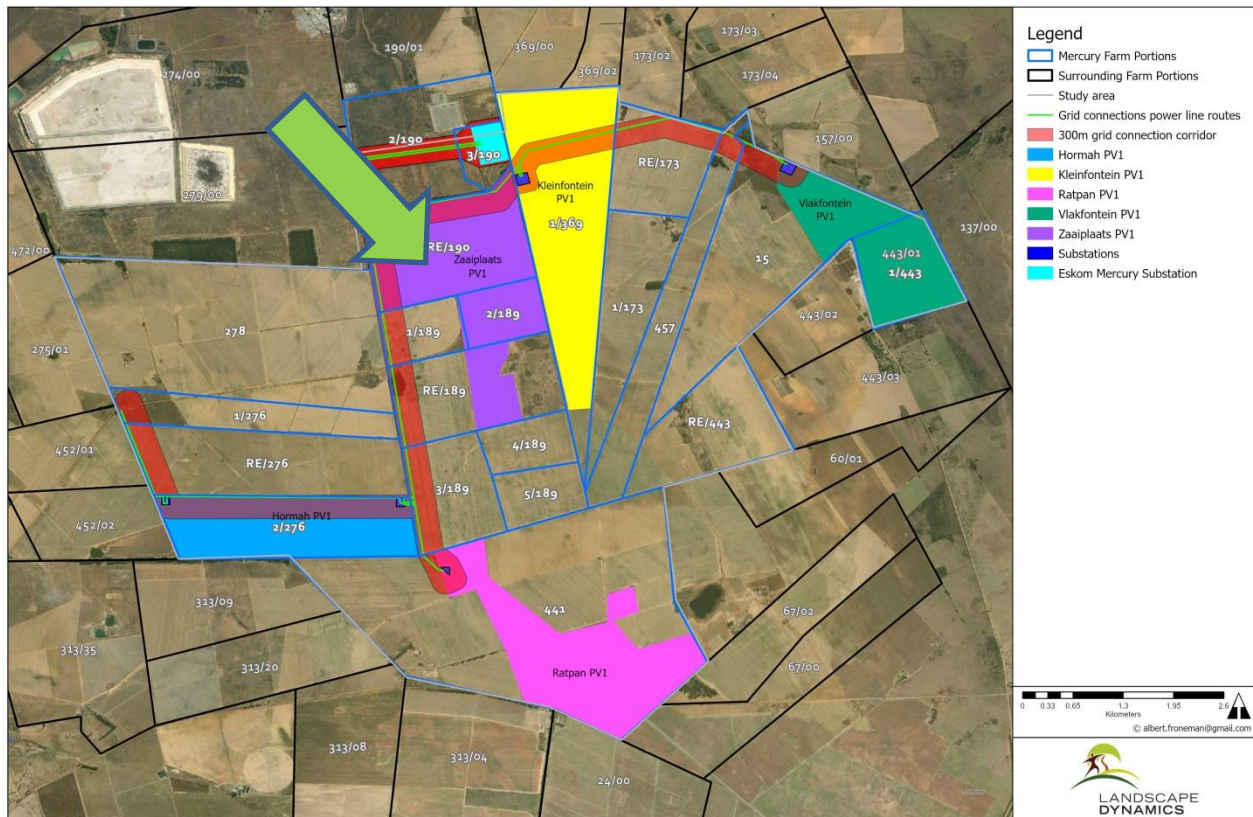 190/01
369/00
369/02
173/02
173/03
173/04
274/00
2/190
3/190
157/00
RE/173
279/00
Kleinfontein
PV1
1/369
Vlakfontein
PV1
137/00
472/00
RE/190
Zaaiplaats
PV1
15
443/01
1/443
278
1/189
2/189
1/173
457
443/02
275/01
RE/189
443/03
1/276
RE/443
452/01
RE/276
4/189
60/01
3/189
5/189
452/02
Hormah PV1
2/276
313/09
441
67/02
313/35
313/20
67/00
Ratpan PV1
313/08
313/04
24/00
Legend
Mercury Farm Portions
Surrounding Farm Portions
Study area
Grid connections power line routes
300m grid connection corridor
Hormah PV1
Kleinfontein PV1
Ratpan PV1
Vlakfontein PV1
Zaaiplaats PV1
Substations
Eskom Mercury Substation
0 0.33 0.65 1.3 1.95 2.6
Kilometers
© albert.froneman@gmail.com
LANDSCAPE
DYNAMICS